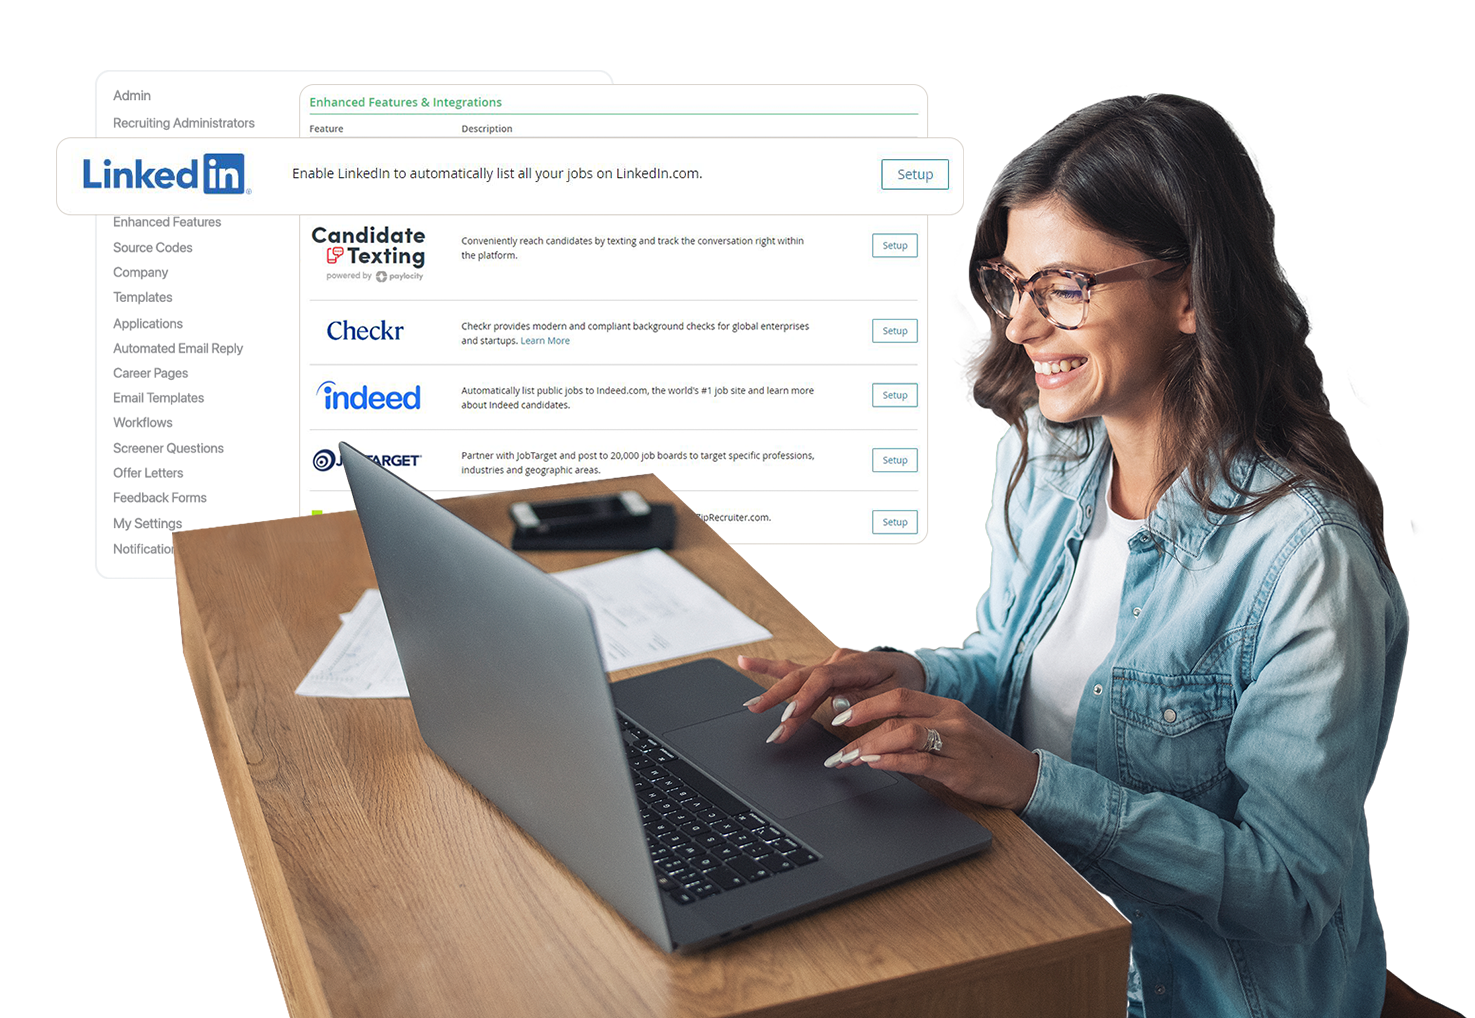 Admin
Recruiting Administrators
Enhanced Features & Integrations
Feature Description
Linked in ®
Enable LinkedIn to automatically list all your jobs on LinkedIn.com.
Setup
Enhanced Features
Source Codes
Company
Templates
Applications
Automated Email Reply
Career Pages
Email Templates
Workflows
Screener Questions
Offer Letters
Feedback Forms
My Settings
Candidate
Texting
powered by paylocity
Conveniently reach candidates by texting and track the conversation right within
the platform.
Setup
Checkr
Checkr provides modern and compliant background checks for global enterprises
and startups. Learn More
Setup
indeed
Automatically list public jobs to Indeed.com, the world's #1 job site and learn more
about Indeed candidates.
Setup
Partner with JobTarget and post to 20,000 job boards to target specific professions,
industries and geographic areas.
Setup
ZipRecruiter.com.
Setup